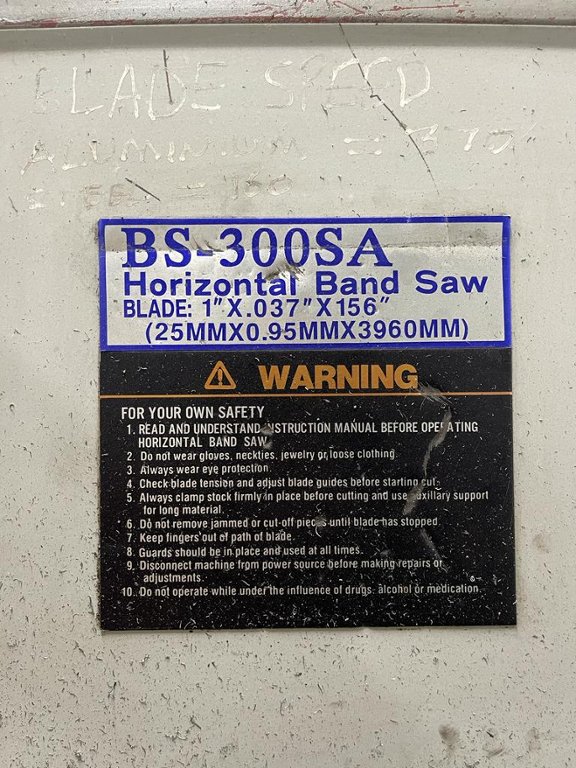 BLADE SPEED
ALUMINIUM = 370
STEEL =
BS-300SA
Horizontal Band Saw
BLADE: 1"X.037"X156"
(25MMX0.95MMX3960MM)
WARNING
FOR YOUR OWN SAFETY
1. READ AND UNDERSTAND INSTRUCTION MANUAL BEFORE OPERATING
HORIZONTAL BAND SAW
2. Do not wear gloves, neckties, jewelry or loose clothing.
3. Always wear eye protection.
4. Check blade tension and adjust blade guides before starting cut.
5. Always clamp stock firmly in place before cutting and use auxillary support
for long material.
6. Do not remove jammed or cut-off pieces until blade has stopped.
7. Keep fingers out of path of blade.
8. Guards should be in place and used at all times.
9. Disconnect machine from power source before making repairs or
adjustments.
10. Do not operate while under the influence of drugs, alcohol or medication.